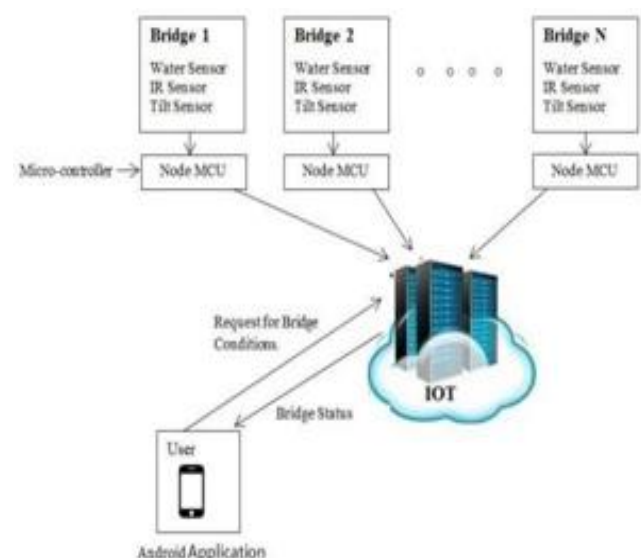 Bridge 1
Water Sensor
IR Sensor
Tilt Sensor
Bridge 2
Water Sensor
IR Sensor
Tilt Sensor
Bridge N
Water Sensor
IR Sensor
Tilt Sensor
Micro-controller
Node MCU
Node MCU
Node MCU
Request for Bridge
Conditions
IOT
Bridge Status
User
Android Application